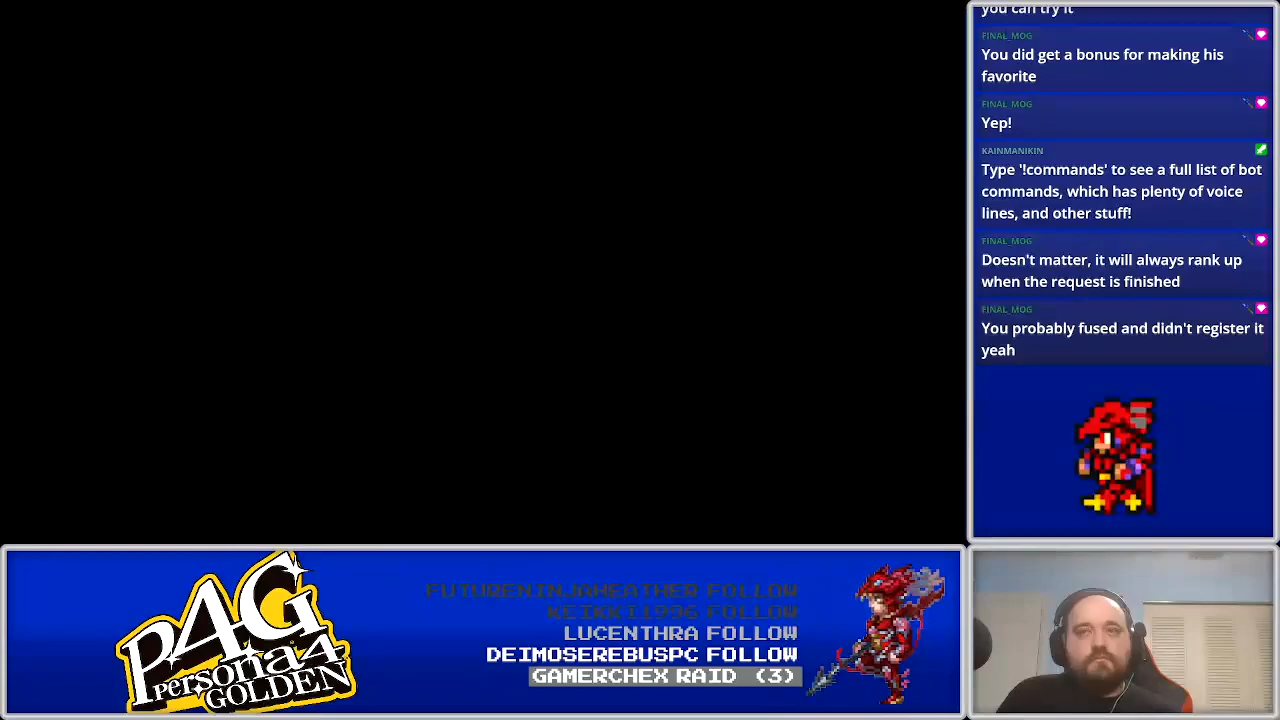 you can try it
FINAL_MOG
You did get a bonus for making his
favorite
FINAL_MOG
Yep!
KAINMANIKIN
Type '!commands' to see a full list of bot
commands, which has plenty of voice
lines, and other stuff!
FINAL_MOG
Doesn't matter, it will always rank up
when the request is finished
FINAL_MOG
You probably fused and didn't register it
yeah
P4G
Persona4
GOLDEN
FUTURENINJAHEATHER FOLLOW
KEIKKI1996 FOLLOW
LUCENTHRA FOLLOW
DEIMOSEREBUSPC FOLLOW
GAMERCHEX RAID (3)